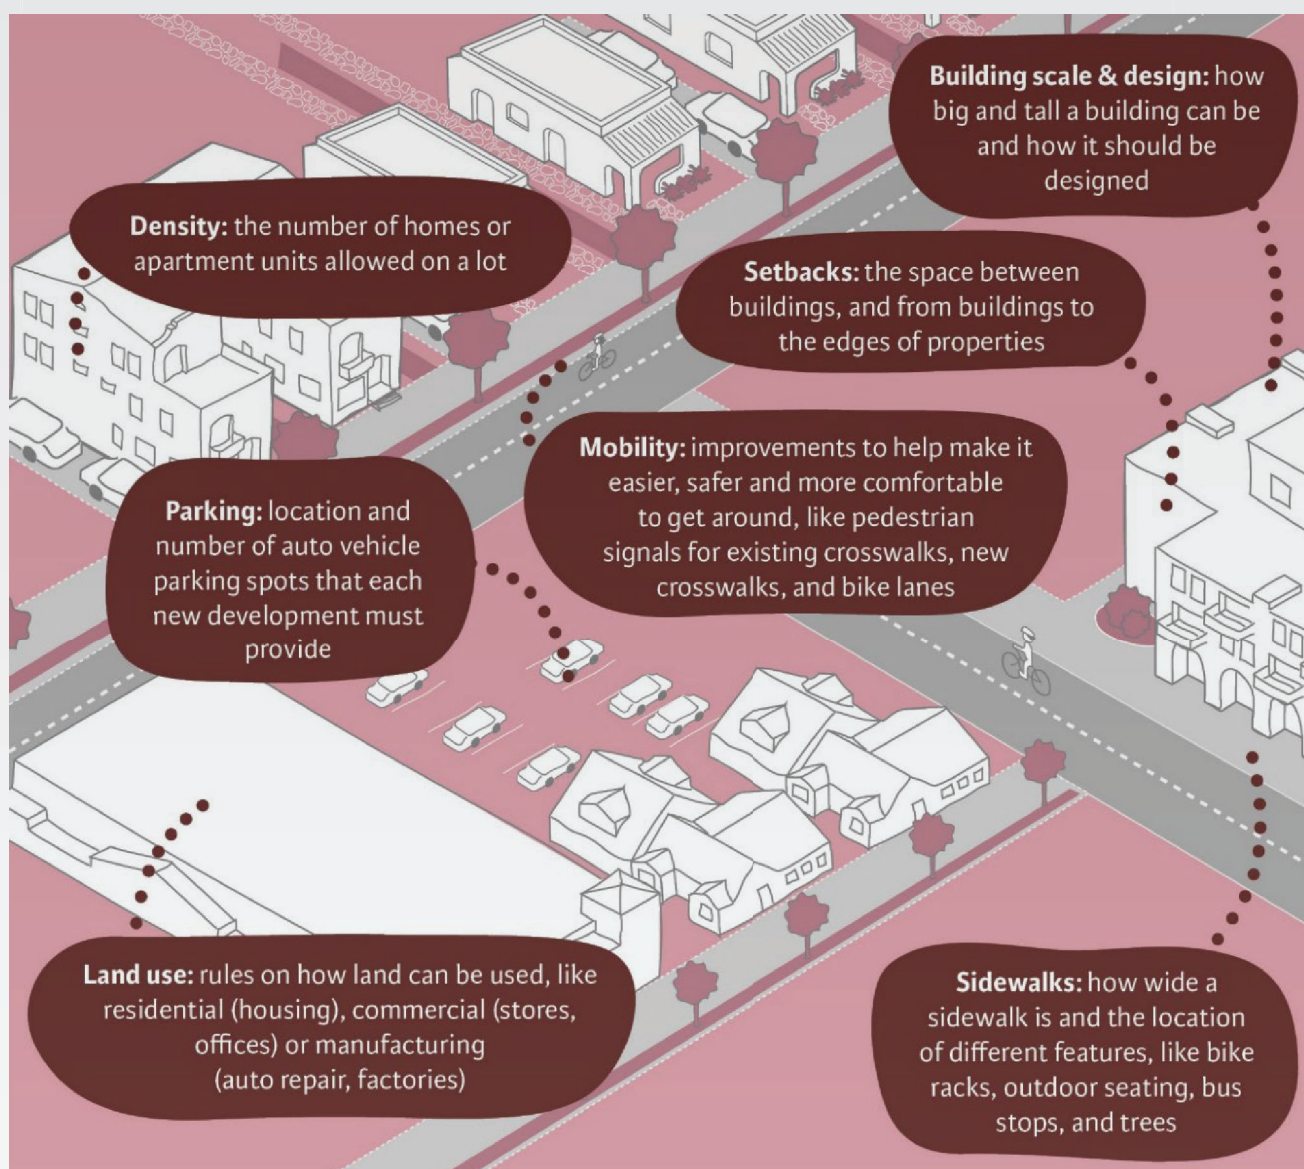 Building scale & design: how
big and tall a building can be
and how it should be
designed
Density: the number of homes or
apartment units allowed on a lot
Setbacks: the space between
buildings, and from buildings to
the edges of properties
Mobility: improvements to help make it
easier, safer and more comfortable
to get around, like pedestrian
signals for existing crosswalks, new
crosswalks, and bike lanes
Parking: location and
number of auto vehicle
parking spots that each
new development must
provide
Land use: rules on how land can be used, like
residential (housing), commercial (stores,
offices) or manufacturing
(auto repair, factories)
Sidewalks: how wide a
sidewalk is and the location
of different features, like bike
racks, outdoor seating, bus
stops, and trees